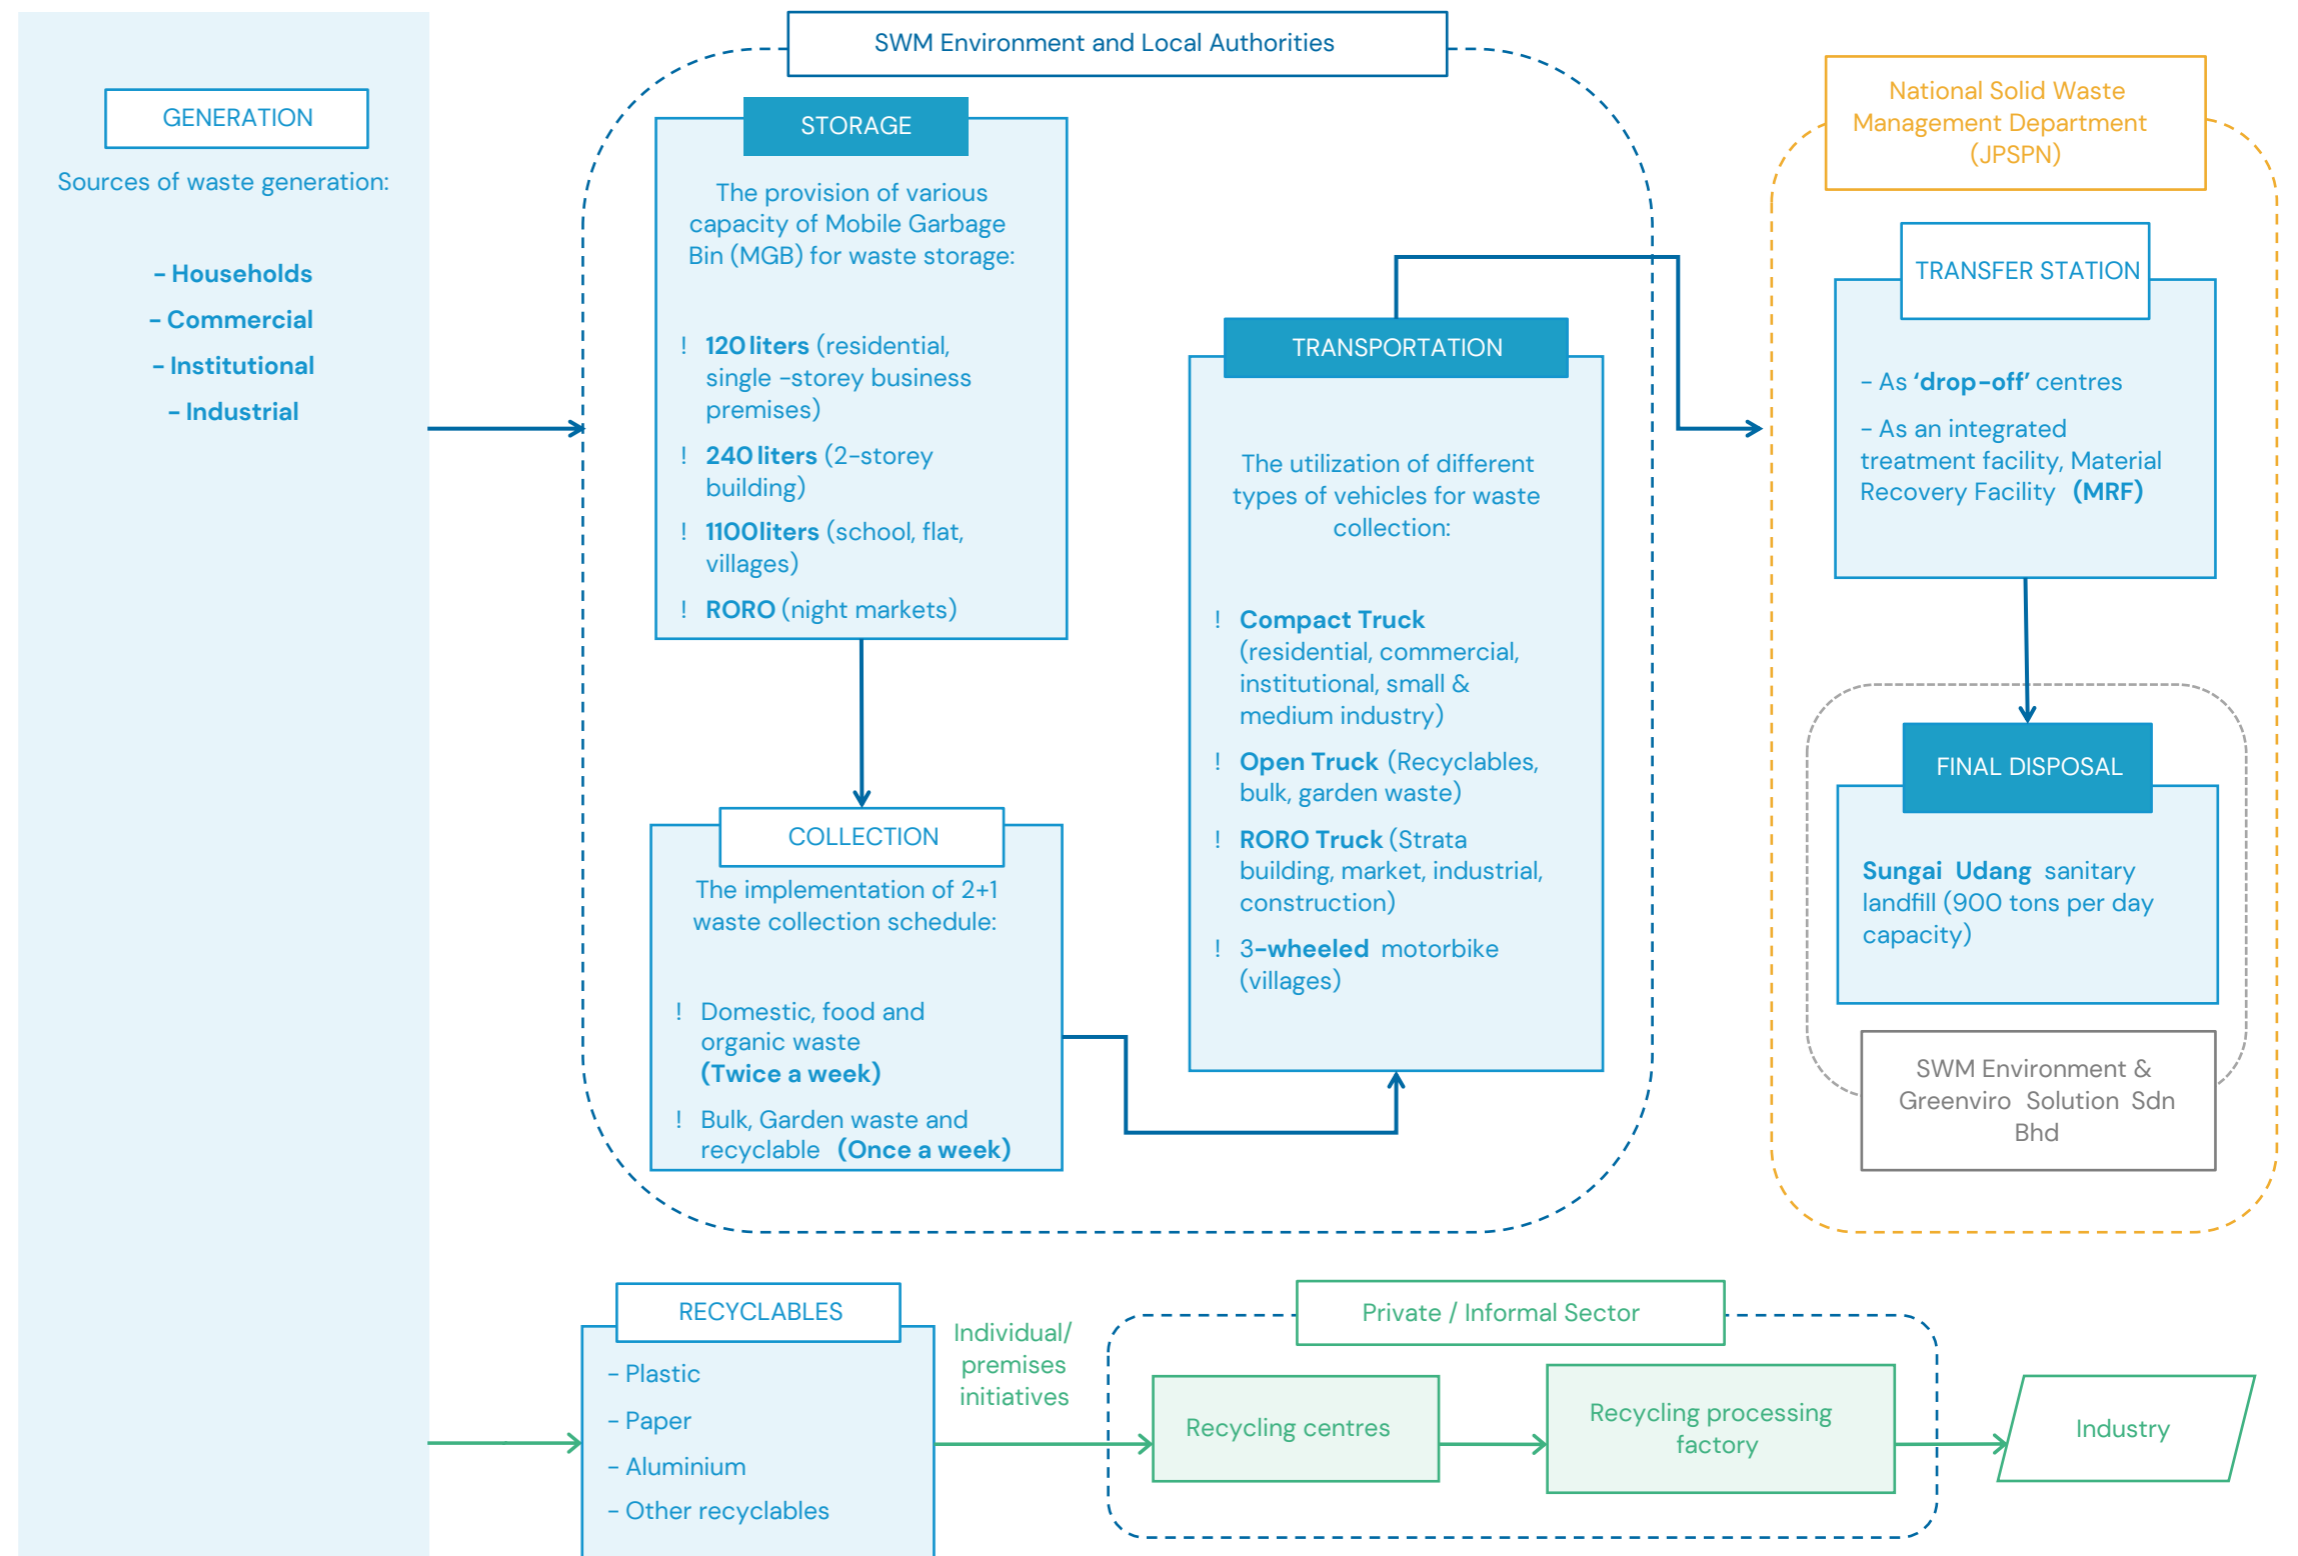 GENERATION
Sources of waste generation:
- Households
- Commercial
- Institutional
- Industrial
SWM Environment and Local Authorities
STORAGE
The provision of various
capacity of Mobile Garbage
Bin (MGB) for waste storage:
! 120 liters (residential,
single -storey business
premises)
! 240 liters (2-storey
building)
! 1100liters (school, flat,
villages)
! RORO (night markets)
COLLECTION
The implementation of 2+1
waste collection schedule:
! Domestic, food and
organic waste
(Twice a week)
! Bulk, Garden waste and
recyclable (Once a week)
TRANSPORTATION
The utilization of different
types of vehicles for waste
collection:
! Compact Truck
(residential, commercial,
institutional, small &
medium industry)
! Open Truck (Recyclables,
bulk, garden waste)
! RORO Truck (Strata
building, market, industrial,
construction)
! 3-wheeled motorbike
(villages)
National Solid Waste
Management Department
(JPSPN)
TRANSFER STATION
- As ‘drop-off’ centres
- As an integrated
treatment facility, Material
Recovery Facility (MRF)
FINAL DISPOSAL
Sungai Udang sanitary
landfill (900 tons per day
capacity)
SWM Environment &
Greenviro Solution Sdn
Bhd
RECYCLABLES
- Plastic
- Paper
- Aluminium
- Other recyclables
Individual/
premises
initiatives
Private / Informal Sector
Recycling centres
Recycling processing
factory
Industry